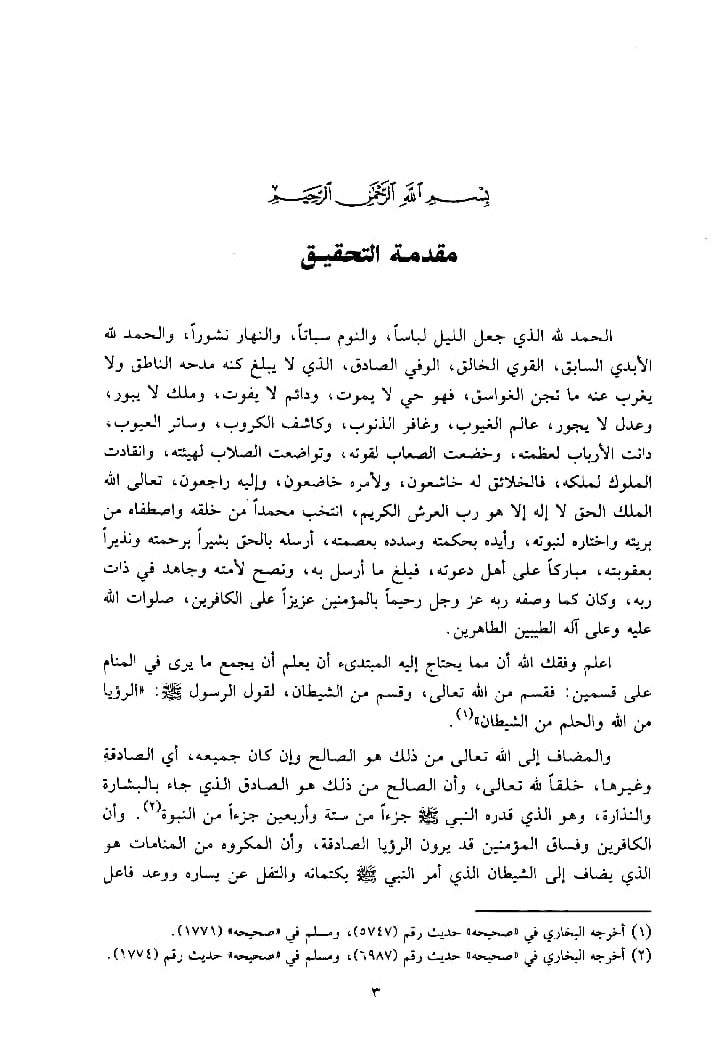 بسم الله الرحمن الرحيم
مقدمة التحقيق
الحمد لله الذي جعل الليل لباساً، والنوم سباتاً، والنهار نشوراً، والحمد لله
الأبدي السابق، القوي الخالق، الوفي الصادق، الذي لا يبلغ كنه مدحه الناطق ولا
يغرب عنه ما تجن الغواسق، فهو حي لا يموت، ودائم لا يفوت، وملك لا يبور،
وعدل لا يجور، عالم الغيوب، وغافر الذنوب، وكاشف الكروب، وساتر العيوب،
دانت الأرباب لعظمته، وخضعت الصعاب لقوته، وتواضعت الصلاب لهيئته، وانقادت
الملوك لملكه، فالخلائق له خاشعون، ولأمره خاضعون، وإليه راجعون، تعالى الله
الملك الحق لا إله إلا هو رب العرش الكريم، انتخب محمداً من خلقه واصطفاه من
بريته واختاره لنبوته، وأيده بحكمته وسدده بعصمته، أرسله بالحق بشيراً برحمته ونذيراً
بعقوبته، مباركاً على أهل دعوته، فبلغ ما أرسل به، ونصح لأمته وجاهد في ذات
ربه، وكان كما وصفه ربه عز وجل رحيماً بالمؤمنين عزيزاً على الكافرين، صلوات الله
عليه وعلى آله الطيبين الطاهرين.
اعلم وفقك الله أن مما يحتاج إليه المبتدىء أن يعلم أن يجمع ما يرى في المنام
على قسمين: فقسم من الله تعالى، وقسم من الشيطان، لقول الرسول ﷺ: «الرؤيا
من الله والحلم من الشيطان»(١).
والمضاف إلى الله تعالى من ذلك هو الصالح وإن كان جميعه، أي الصادقة
وغيرها، خلقاً لله تعالى، وأن الصالح من ذلك هو الصادق الذي جاء بالبشارة
والنذارة، وهو الذي قدره النبي ﷺ جزءاً من ستة وأربعين جزءاً من النبوة(٢). وأن
الكافرين وفساق المؤمنين قد يرون الرؤيا الصادقة، وأن المكروه من المنامات هو
الذي يضاف إلى الشيطان الذي أمر النبي ﷺ بكتمانه والتفل عن يساره ووعد فاعل
(١) أخرجه البخاري في «صحيحه» حديث رقم (٥٧٤٧)، ومسلم في «صحيحه» (١٧٧١).
(٢) أخرجه البخاري في «صحيحه» حديث رقم (٦٩٨٧)، ومسلم في «صحيحه» حديث رقم (١٧٧٤).
٣